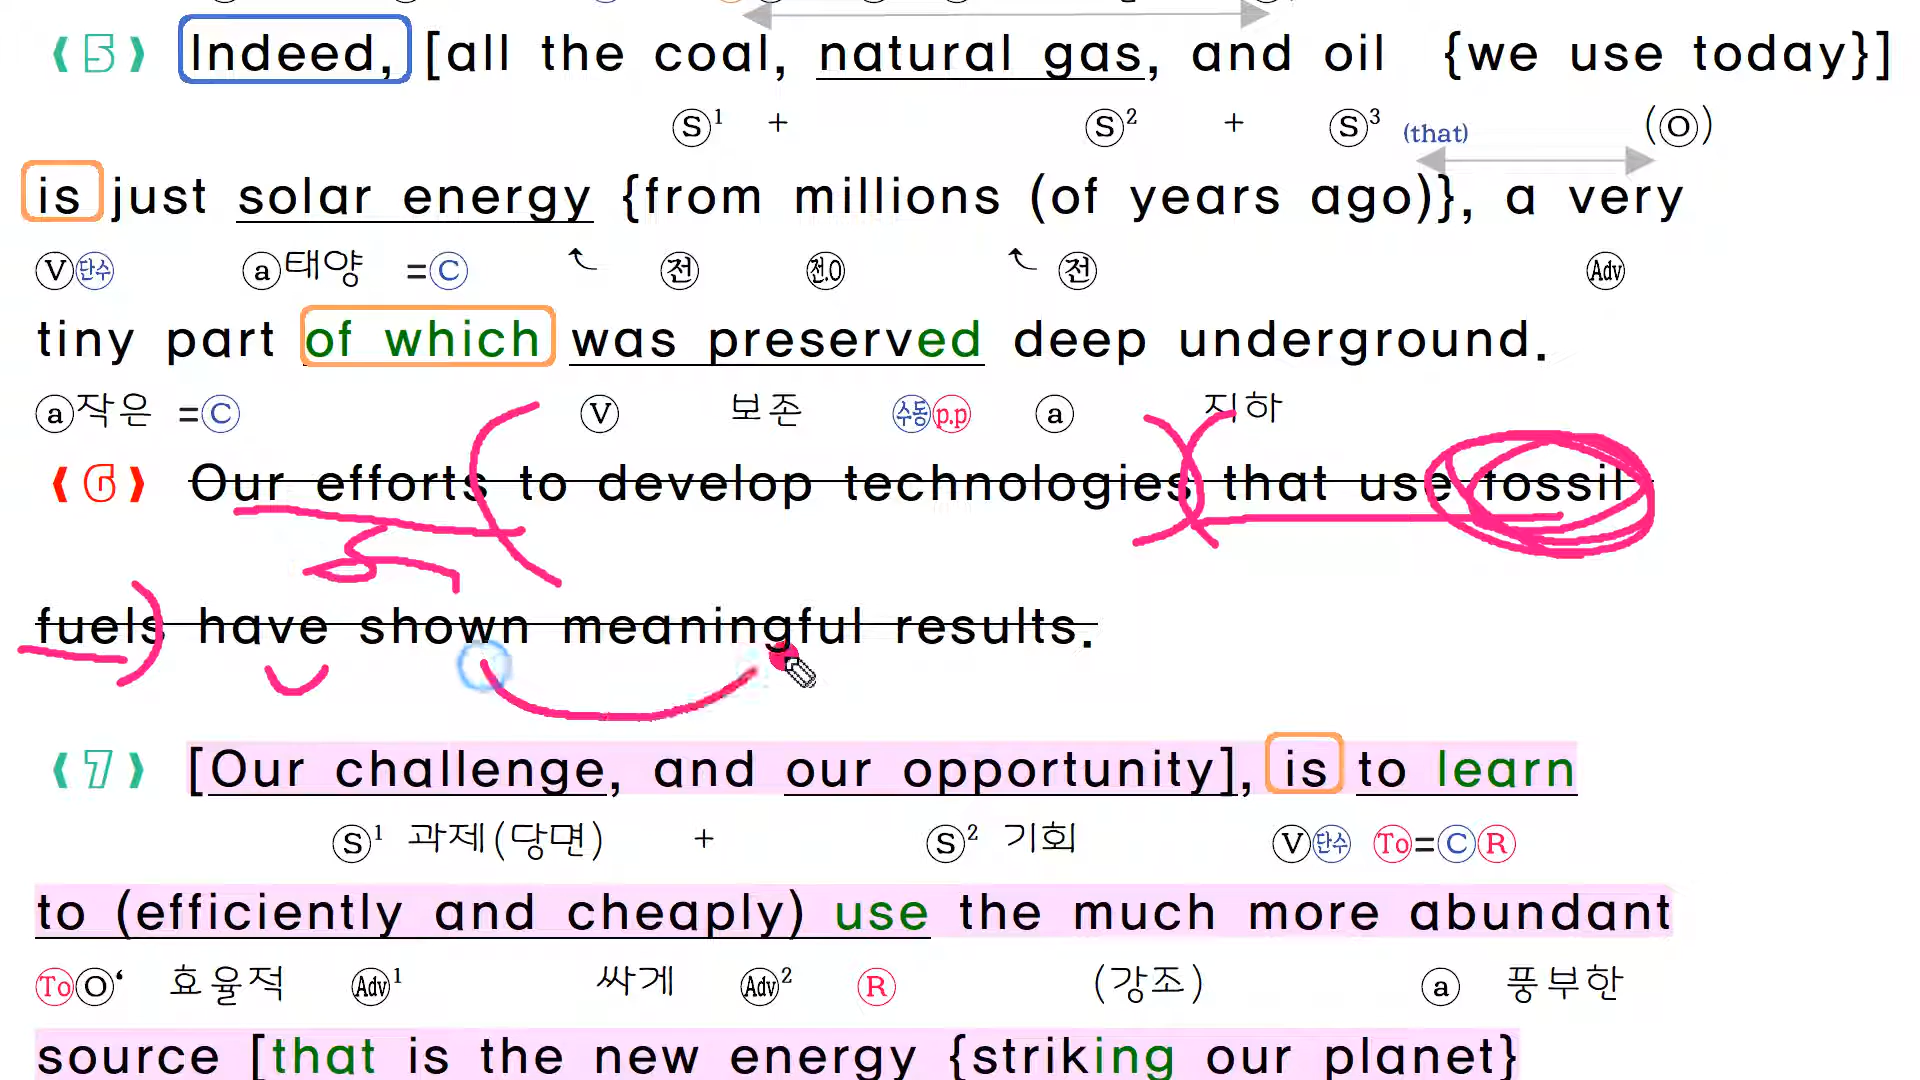 《5》 Indeed, [all the coal, natural gas, and oil {we use today}]
Ⓢ¹ + Ⓢ² + Ⓢ³ (that) (Ⓞ)
is just solar energy {from millions (of years ago)}, a very
Ⓥ 단수 ⓐ태양 =Ⓒ 전 전.O 전 Adv
tiny part of which was preserved deep underground.
ⓐ작은 =Ⓒ Ⓥ 보존 수동 p.p ⓐ 지하
《6》 Our efforts to develop technologies that use fossil
fuels have shown meaningful results.
《7》 [Our challenge, and our opportunity], is to learn
Ⓢ¹ 과제(당면) + Ⓢ² 기회 Ⓥ 단수 To=ⒸⓇ
to (efficiently and cheaply) use the much more abundant
To Ⓞ‘ 효율적 Adv¹ 싸게 Adv² Ⓡ (강조) ⓐ 풍부한
source [that is the new energy {striking our planet}